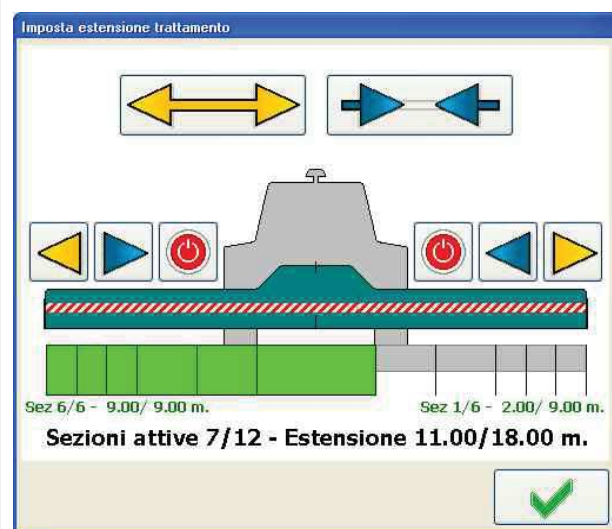 Imposta estensione trattamento
Sez 6/6 - 9.00/ 9.00 m.
Sez 1/6 - 2.00/ 9.00 m.
Sezioni attive 7/12 - Estensione 11.00/18.00 m.